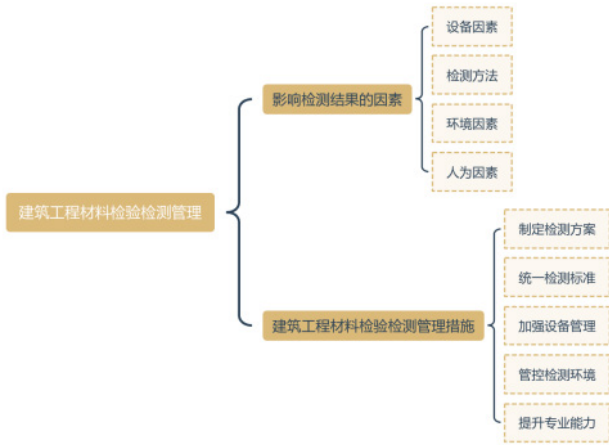 建筑工程材料检验检测管理
影响检测结果的因素
设备因素
检测方法
环境因素
人为因素
建筑工程材料检验检测管理措施
制定检测方案
统一检测标准
加强设备管理
管控检测环境
提升专业能力